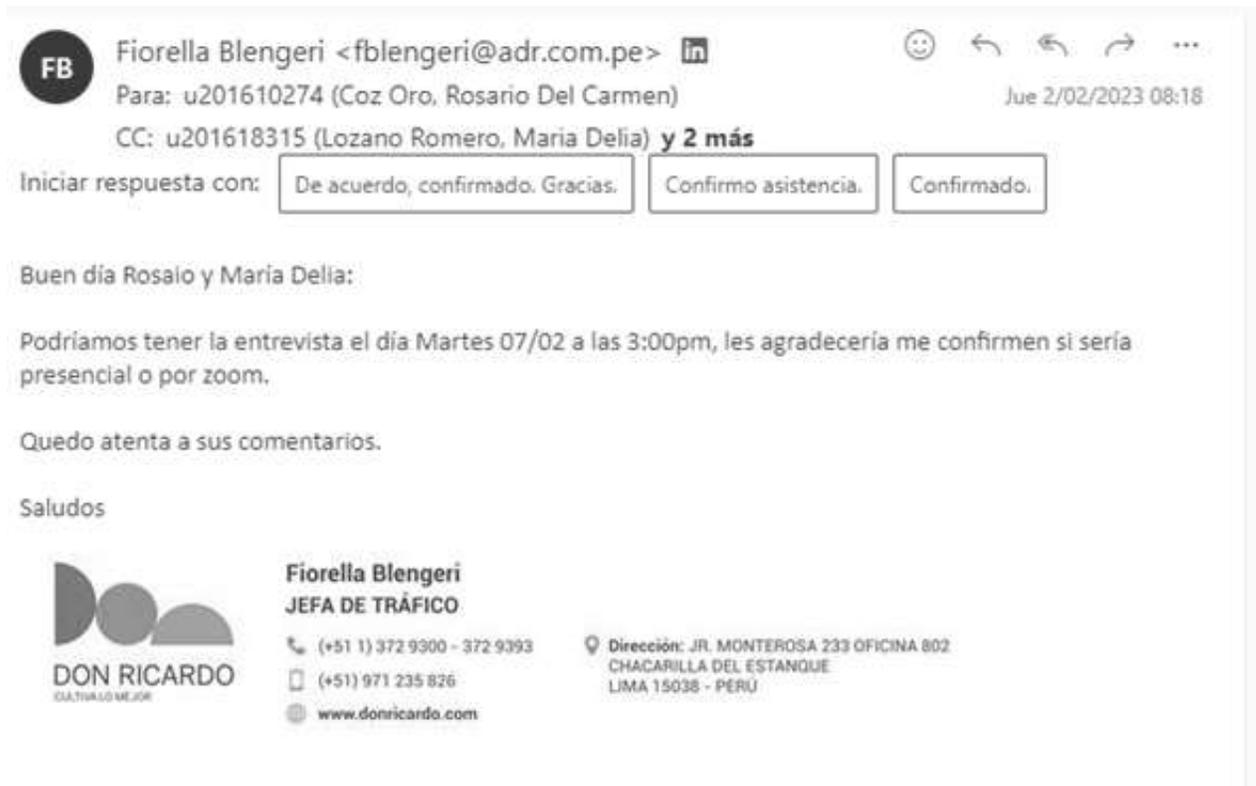 FB
Fiorella Blengeri <fblengeri@adr.com.pe> in
Para: u201610274 (Coz Oro, Rosario Del Carmen)
Jue 2/02/2023 08:18
CC: u201618315 (Lozano Romero, Maria Delia) y 2 más
Iniciar respuesta con: De acuerdo, confirmado. Gracias. Confirmo asistencia. Confirmado.
Buen día Rosaio y María Delia:
Podríamos tener la entrevista el día Martes 07/02 a las 3:00pm, les agradecería me confirmen si sería
presencial o por zoom.
Quedo atenta a sus comentarios.
Saludos
DON RICARDO
CULTIVA LO MEJOR
Fiorella Blengeri
JEFA DE TRÁFICO
(+51 1) 372 9300 - 372 9393
(+51) 971 235 826
www.donricardo.com
Dirección: JR. MONTEROSA 233 OFICINA 802
CHACARILLA DEL ESTANQUE
LIMA 15038 - PERÚ